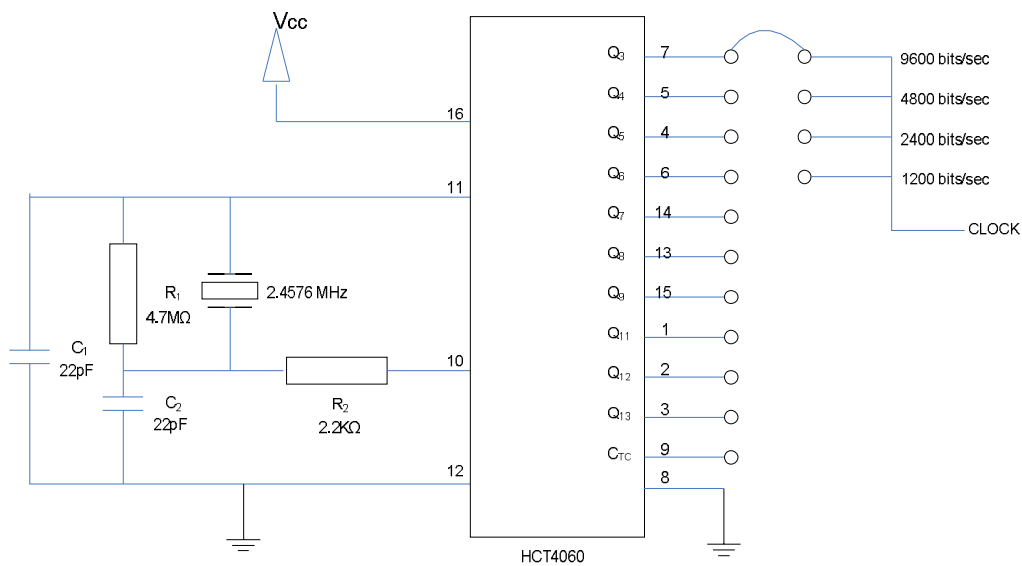 Vcc
16
11
10
12
R₁
4.7MΩ
2.4576 MHz
C₁
22pF
C₂
22pF
R₂
2.2KΩ
Q₃ 7
Q₄ 5
Q₅ 4
Q₆ 6
Q₇ 14
Q₈ 13
Q₉ 15
Q₁₁ 1
Q₁₂ 2
Q₁₃ 3
C_TC 9
8
9600 bits/sec
4800 bits/sec
2400 bits/sec
1200 bits/sec
CLOCK
HCT4060